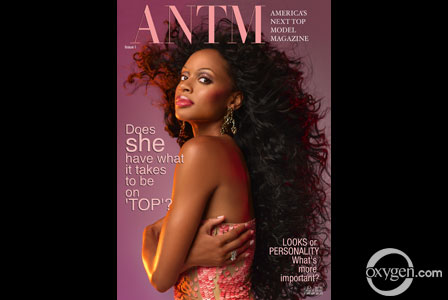 ANTM
AMERICA'S
NEXT TOP
MODEL
MAGAZINE
Issue 1
Does
she
have what
it takes
to be
on
'TOP'?
LOOKS or
PERSONALITY
What's
more
important?
oxygen.com